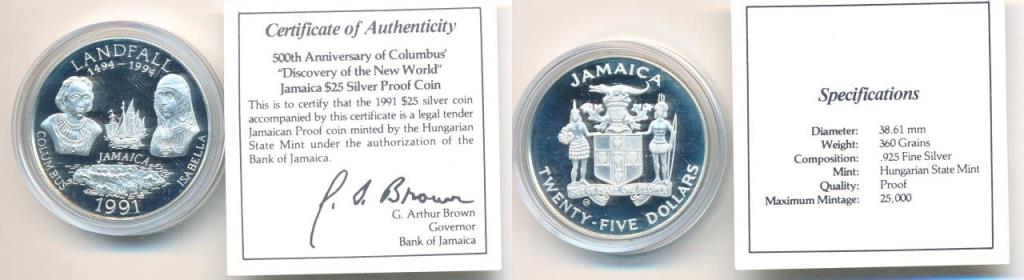 LANDFALL
1494 - 1994
COLUMBUS
JAMAICA
ISABELLA
1991
Certificate of Authenticity
500th Anniversary of Columbus'
"Discovery of the New World"
Jamaica $25 Silver Proof Coin
This is to certify that the 1991 $25 silver coin
accompanied by this certificate is a legal tender
Jamaican Proof coin minted by the Hungarian
State Mint under the authorization of the
Bank of Jamaica.
G. A. Brown
G. Arthur Brown
Governor
Bank of Jamaica
JAMAICA
TWENTY-FIVE DOLLARS
Specifications
Diameter: 38.61 mm
Weight: 360 Grains
Composition: .925 Fine Silver
Mint: Hungarian State Mint
Quality: Proof
Maximum Mintage: 25,000